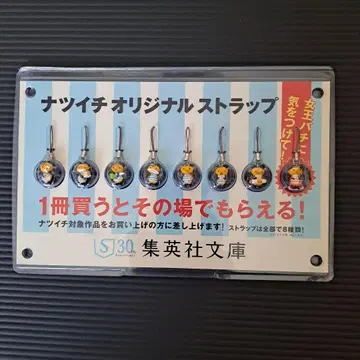 ナツイチ オリジナル ストラップ
女王バチに
気をつけて!
1冊買うとその場でもらえる!
ナツイチ対象作品をお買い上げの方に差し上げます! ストラップは全部で8種類!
S 30 集英社文庫